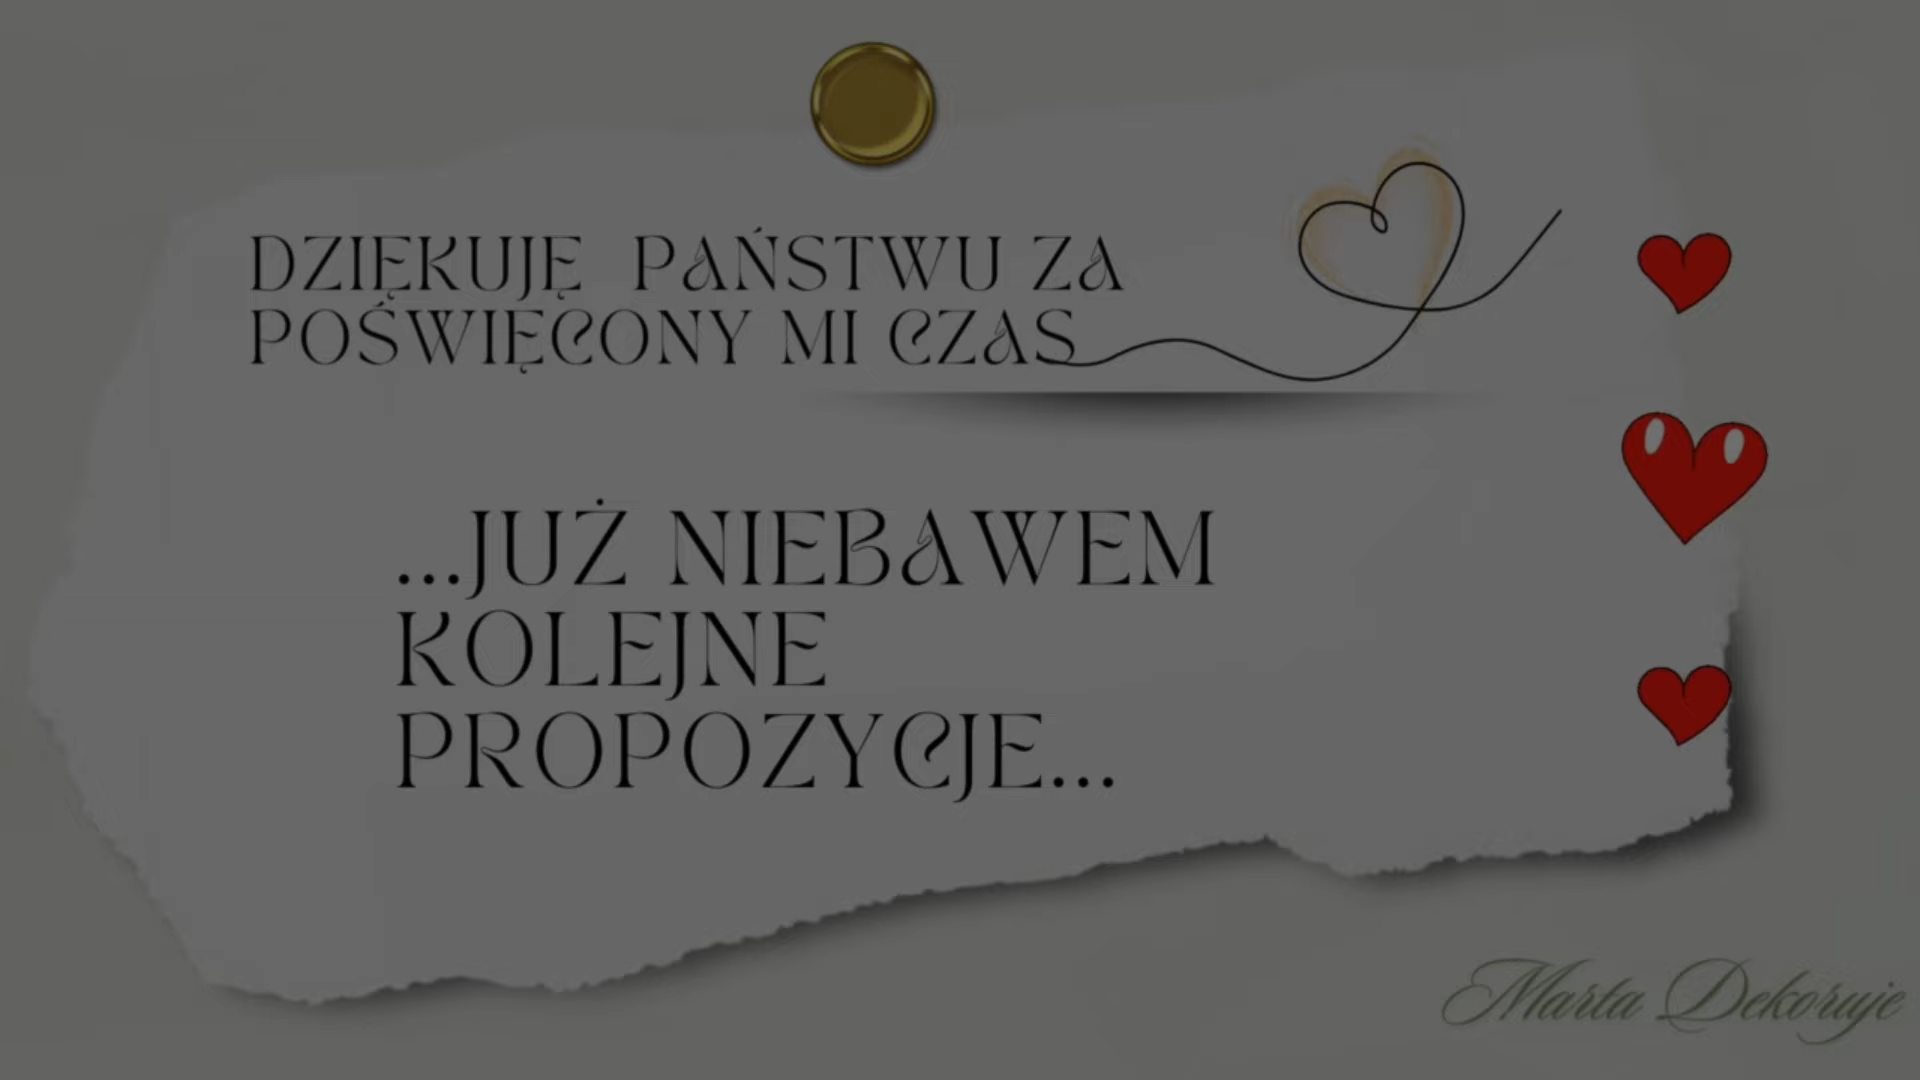 DZIĘKUJĘ PAŃSTWU ZA
POŚWIĘCONY MI CZAS
...JUŻ NIEBAWEM
KOLEJNE
PROPOZYCJE...
Marta Dekoruje